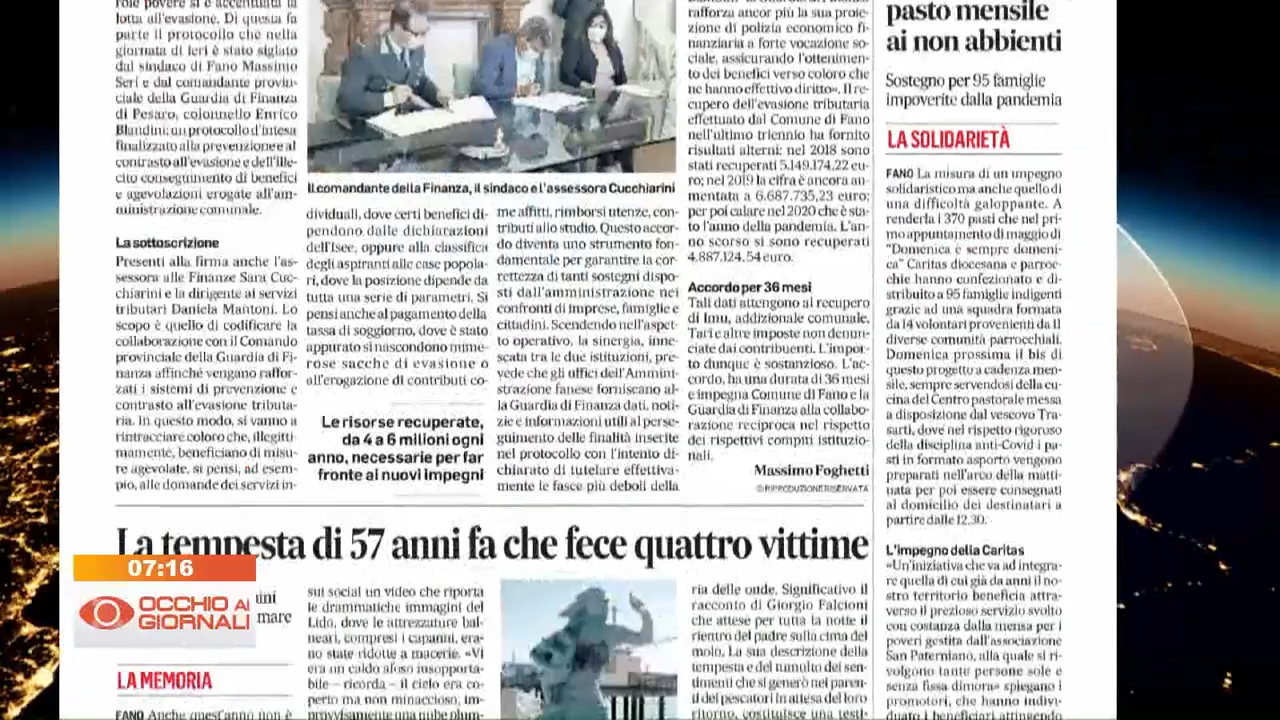 role povere si è accentuata la
lotta all'evasione. Di questa fa
parte il protocollo che nella
giornata di ieri è stato siglato
dal sindaco di Fano Massimo
Seri e dal comandante provin-
ciale della Guardia di Finanza
di Pesaro, colonnello Enrico
Blandini: un protocollo d'intesa
finalizzato alla prevenzione e al
contrasto all'evasione e dell'ille-
cito conseguimento di benefici
e agevolazioni erogate all'am-
ministrazione comunale.
La sottoscrizione
Presenti alla firma anche l'as-
sessora alle Finanze Sara Cuc-
chiarini e la dirigente ai servizi
tributari Daniela Mantoni. Lo
scopo è quello di codificare la
collaborazione con il Comando
provinciale della Guardia di Fi-
nanza affinché vengano raffor-
zati i sistemi di prevenzione e
contrasto all'evasione tributa-
ria. In questo modo, si vanno a
rintracciare coloro che, illegitti-
mamente, beneficiano di misu-
re agevolate, si pensi, ad esem-
pio, alle domande dei servizi in-
Il comandante della Finanza, il sindaco e l'assessora Cucchiarini
dividuali, dove certi benefici di-
pendono dalle dichiarazioni
dell'Isee, oppure alla classifica
degli aspiranti alle case popola-
ri, dove la posizione dipende da
tutta una serie di parametri. Si
pensi anche al pagamento della
tassa di soggiorno, dove è stato
appurato si nascondono nume-
rose sacche di evasione o
all'erogazione di contributi co-
Le risorse recuperate,
da 4 a 6 milioni ogni
anno, necessarie per far
fronte ai nuovi impegni
me affitti, rimborsi utenze, con-
tributi allo studio. Questo accor-
do diventa uno strumento fon-
damentale per garantire la cor-
rettezza di tanti sostegni dispo-
sti dall'amministrazione nei
confronti di imprese, famiglie e
cittadini. Scendendo nell'aspet-
to operativo, la sinergia, inne-
scata tra le due istituzioni, pre-
vede che gli uffici dell'Ammini-
strazione fanese forniscano al-
la Guardia di Finanza dati, noti-
zie e informazioni utili al perse-
guimento delle finalità inserite
nel protocollo con l'intento di-
chiarato di tutelare effettiva-
mente le fasce più deboli della
rafforza ancor più la sua proie-
zione di polizia economico fi-
nanziaria a forte vocazione so-
ciale, assicurando l'ottenimen-
to dei benefici verso coloro che
ne hanno effettivo diritto». Il re-
cupero dell'evasione tributaria
effettuato dal Comune di Fano
nell'ultimo triennio ha fornito
risultati alterni: nel 2018 sono
stati recuperati 5.149.174,22 eu-
ro; nel 2019 la cifra è ancora au-
mentata a 6.687.735,23 euro;
per poi calare nel 2020 che è sta-
to l'anno della pandemia. L'an-
no scorso si sono recuperati
4.887.124,54 euro.
Accordo per 36 mesi
Tali dati attengono al recupero
di Imu, addizionale comunale,
Tari e altre imposte non denun-
ciate dai contribuenti. L'impor-
to dunque è sostanzioso. L'ac-
cordo, ha una durata di 36 mesi
e impegna Comune di Fano e la
Guardia di Finanza alla collabo-
razione reciproca nel rispetto
dei rispettivi compiti istituzio-
nali.
Massimo Foghetti
© RIPRODUZIONE RISERVATA
pasto mensile
ai non abbienti
Sostegno per 95 famiglie
impoverite dalla pandemia
LA SOLIDARIETÀ
FANO La misura di un impegno
solidaristico ma anche quello di
una difficoltà galoppante. A
renderla i 370 pasti che nel pri-
mo appuntamento di maggio di
"Domenica è sempre domeni-
ca" Caritas diocesana e parroc-
chie hanno confezionato e di-
stribuito a 95 famiglie indigenti
grazie ad una squadra formata
da 14 volontari provenienti da 11
diverse comunità parrocchiali.
Domenica prossima il bis di
questo progetto a cadenza men-
sile, sempre servendosi della cu-
cina del Centro pastorale messa
a disposizione dal vescovo Tra-
sarti, dove nel rispetto rigoroso
della disciplina anti-Covid i pa-
sti in formato asporto vengono
preparati nell'arco della matti-
nata per poi essere consegnati
al domicilio dei destinatari a
partire dalle 12,30.
L'impegno della Caritas
«Un'iniziativa che va ad integra-
re quella di cui già da anni il no-
stro territorio beneficia attra-
verso il prezioso servizio svolto
con costanza dalla mensa per i
poveri gestita dall'associazione
San Paterniano, alla quale si ri-
volgono tante persone sole e
senza fissa dimora» spiegano i
promotori, che hanno indivi-
duato i beneficiari attingendo
La tempesta di 57 anni fa che fece quattro vittime
07:16
OCCHIO AI
GIORNALI
mare
LA MEMORIA
FANO Anche quest'anno non è
sul social un video che riporta
le drammatiche immagini del
Lido, dove le attrezzature bal-
neari, compresi i capanni, era-
no state ridotte a macerie. «Vi
era un caldo afoso insopporta-
bile – ricorda – il cielo era co-
perto ma non minaccioso; im-
provvisamente una nube plum-
ria delle onde. Significativo il
racconto di Giorgio Falcioni
che attese per tutta la notte il
rientro del padre sulla cima del
molo. La sua descrizione della
tempesta e del tumulto dei sen-
timenti che si generò nei paren-
ti dei pescatori in attesa del loro
ritorno, costituisce una testi-